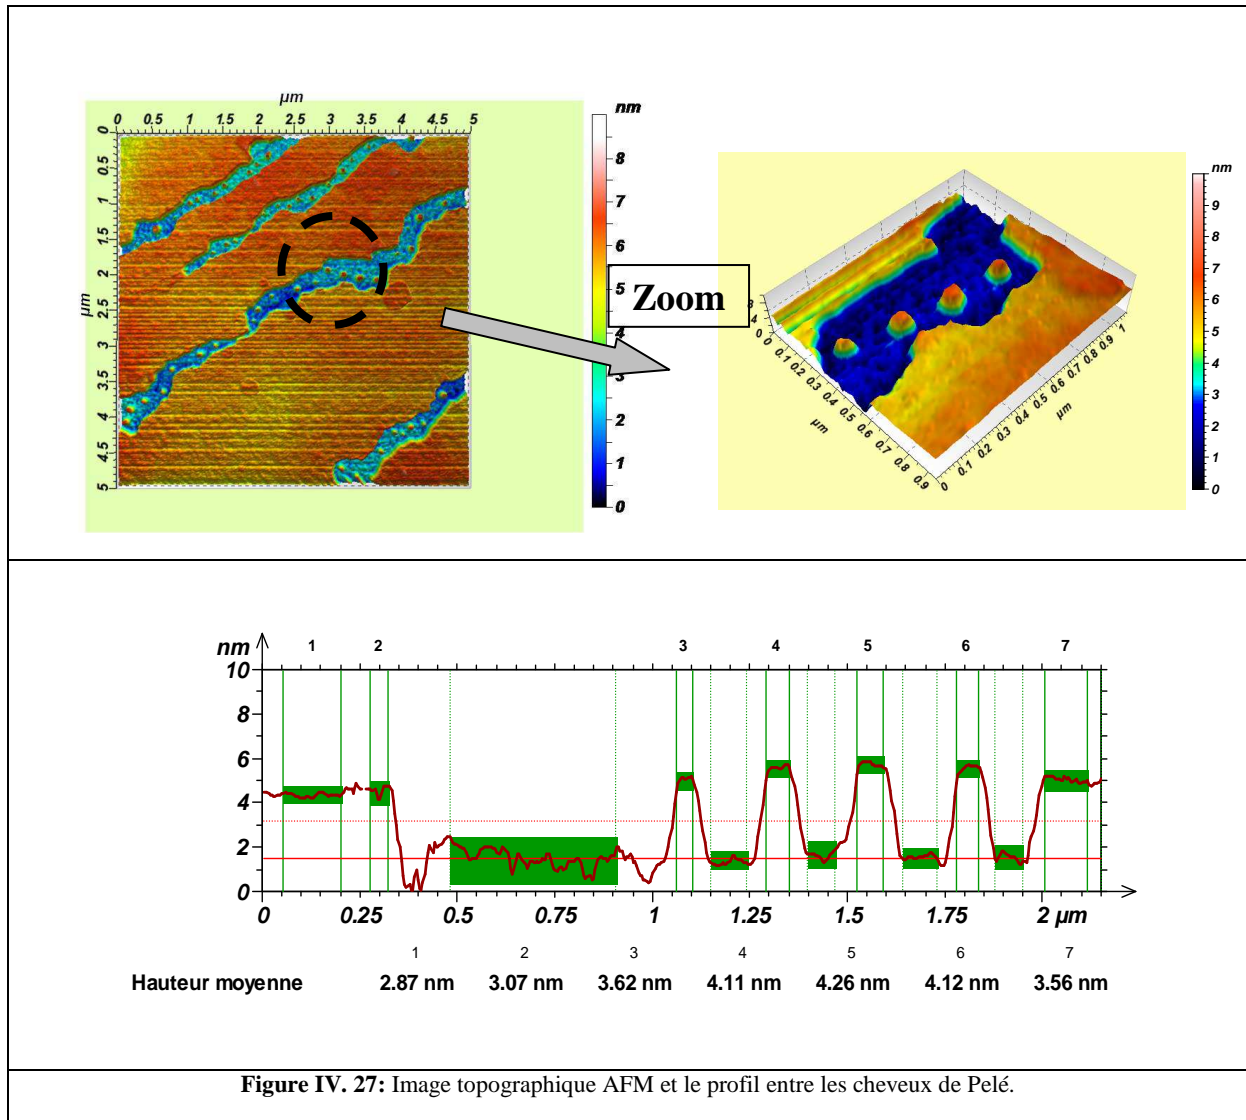 µm
0 0.5 1 1.5 2 2.5 3 3.5 4 4.5 5
0
0.5
1
1.5
2
2.5
3
3.5
4
4.5
5
µm
nm
8
7
6
5
4
3
2
1
0
Zoom
8
4
0
0 0.1 0.2 0.3 0.4 0.5 0.6 0.7 0.8 0.9
µm
0 0.1 0.2 0.3 0.4 0.5 0.6 0.7 0.8 0.9 1
µm
nm
9
8
7
6
5
4
3
2
1
0
nm
1 2 3 4 5 6 7
10
8
6
4
2
0
0 0.25 0.5 0.75 1 1.25 1.5 1.75 2 µm
1 2 3 4 5 6 7
Hauteur moyenne 2.87 nm 3.07 nm 3.62 nm 4.11 nm 4.26 nm 4.12 nm 3.56 nm
Figure IV. 27: Image topographique AFM et le profil entre les cheveux de Pelé.